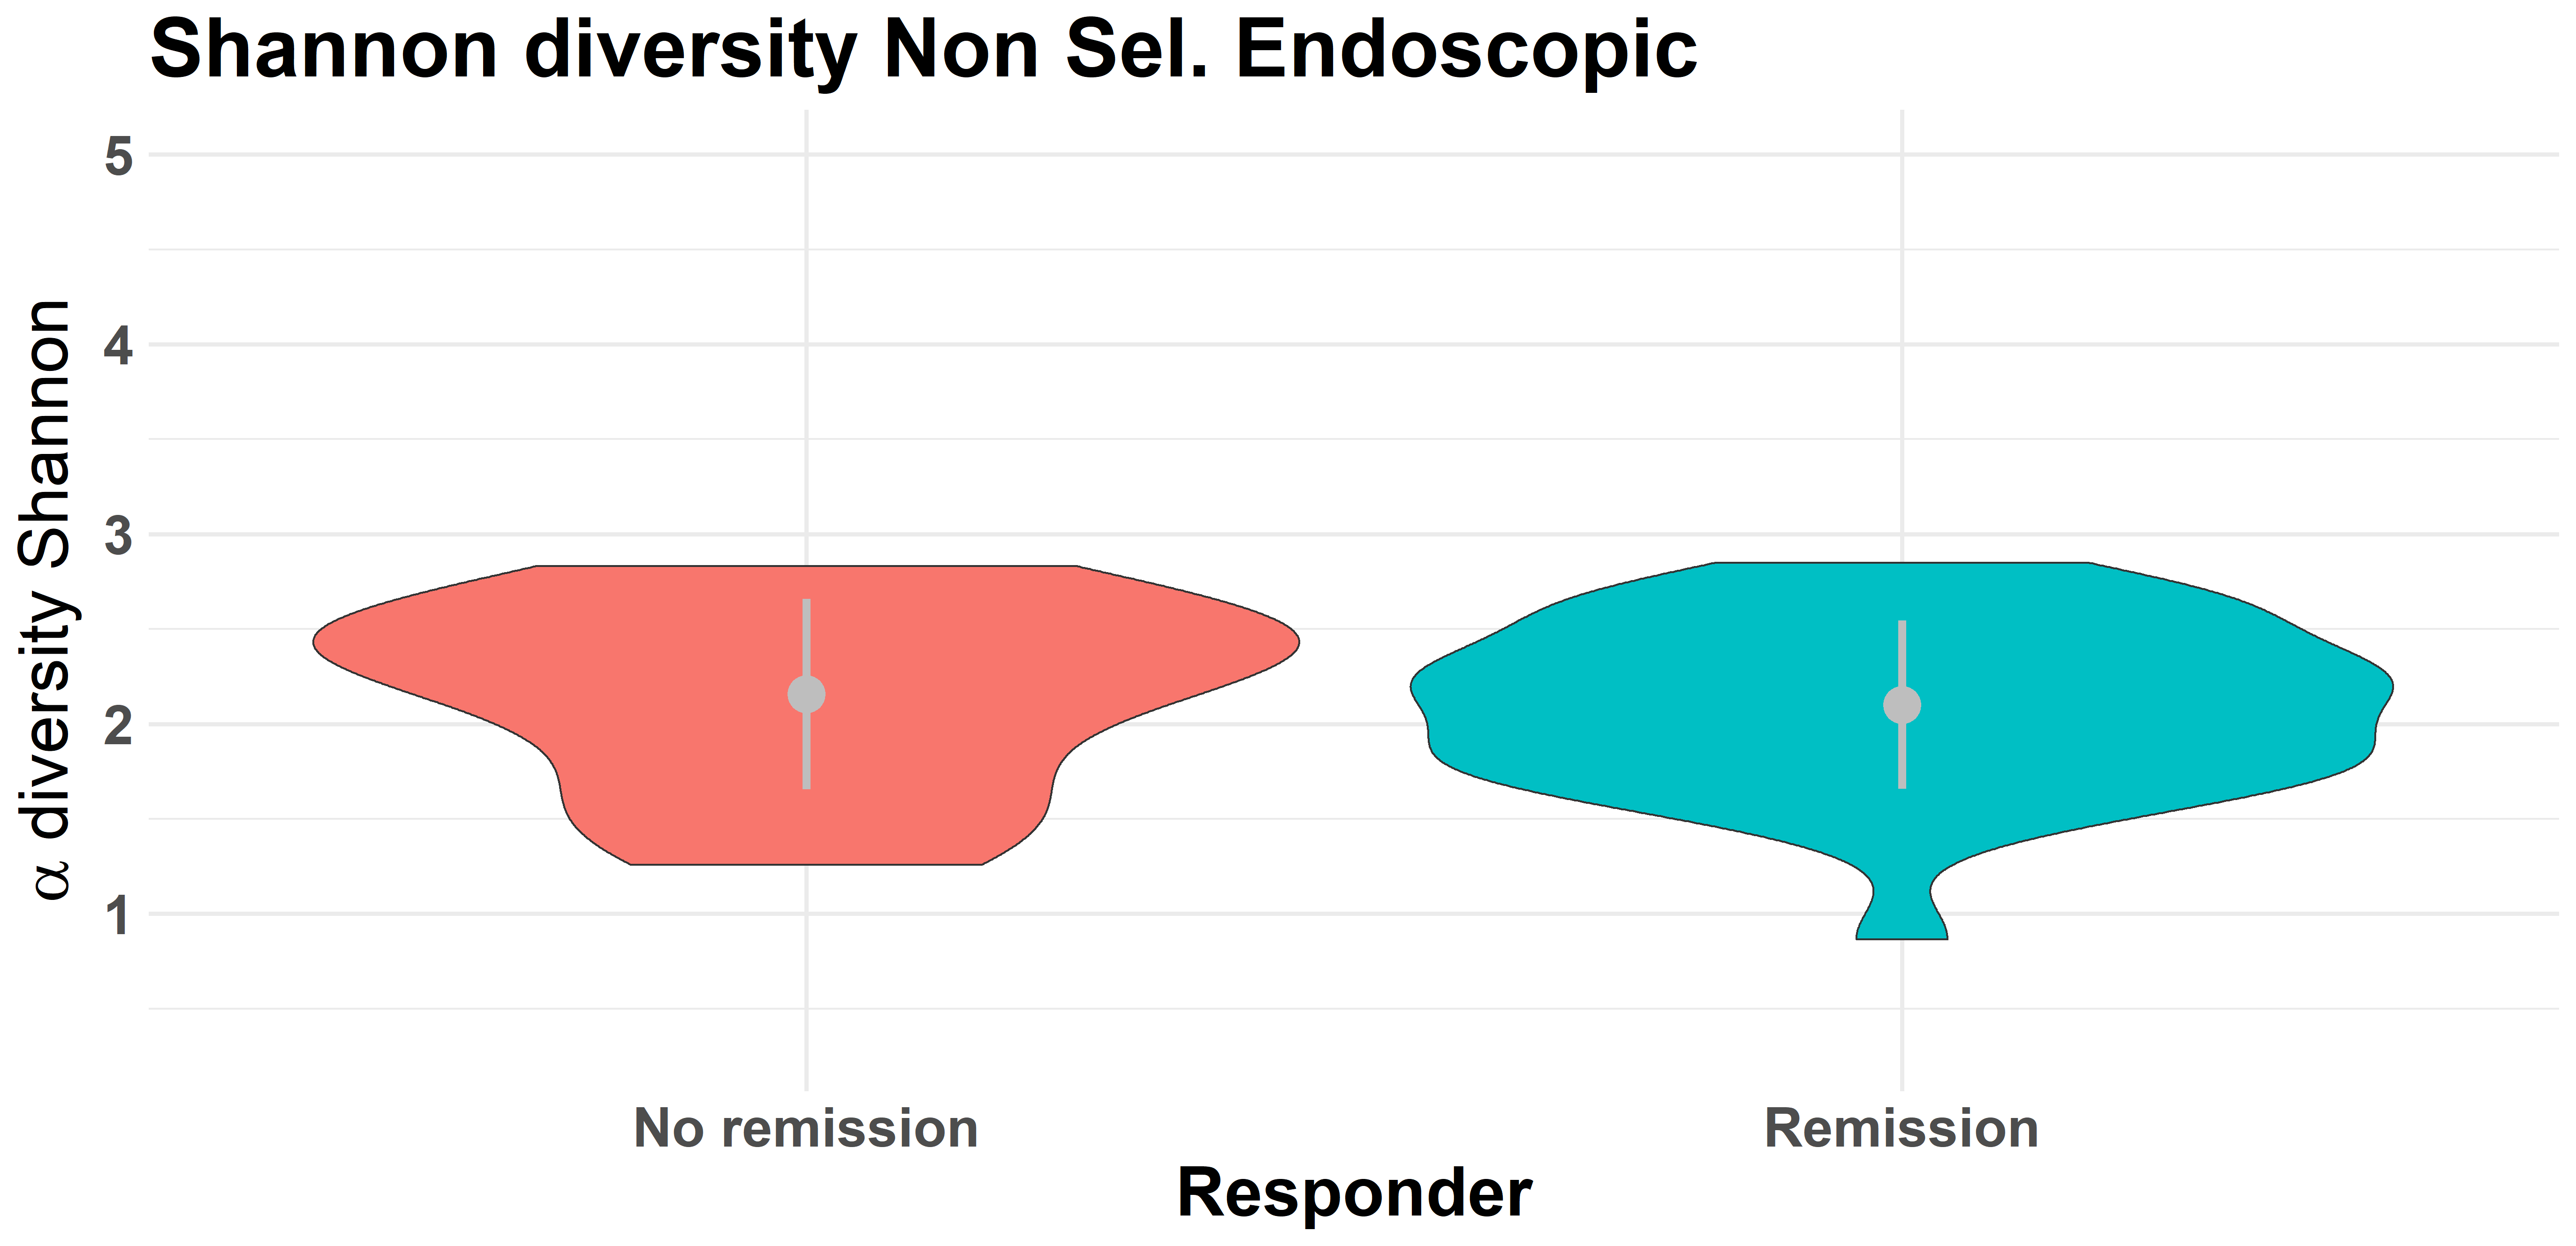 Shannon diversity Non Sel. Endoscopic
α diversity Shannon
5
4
3
2
1
No remission
Remission
Responder